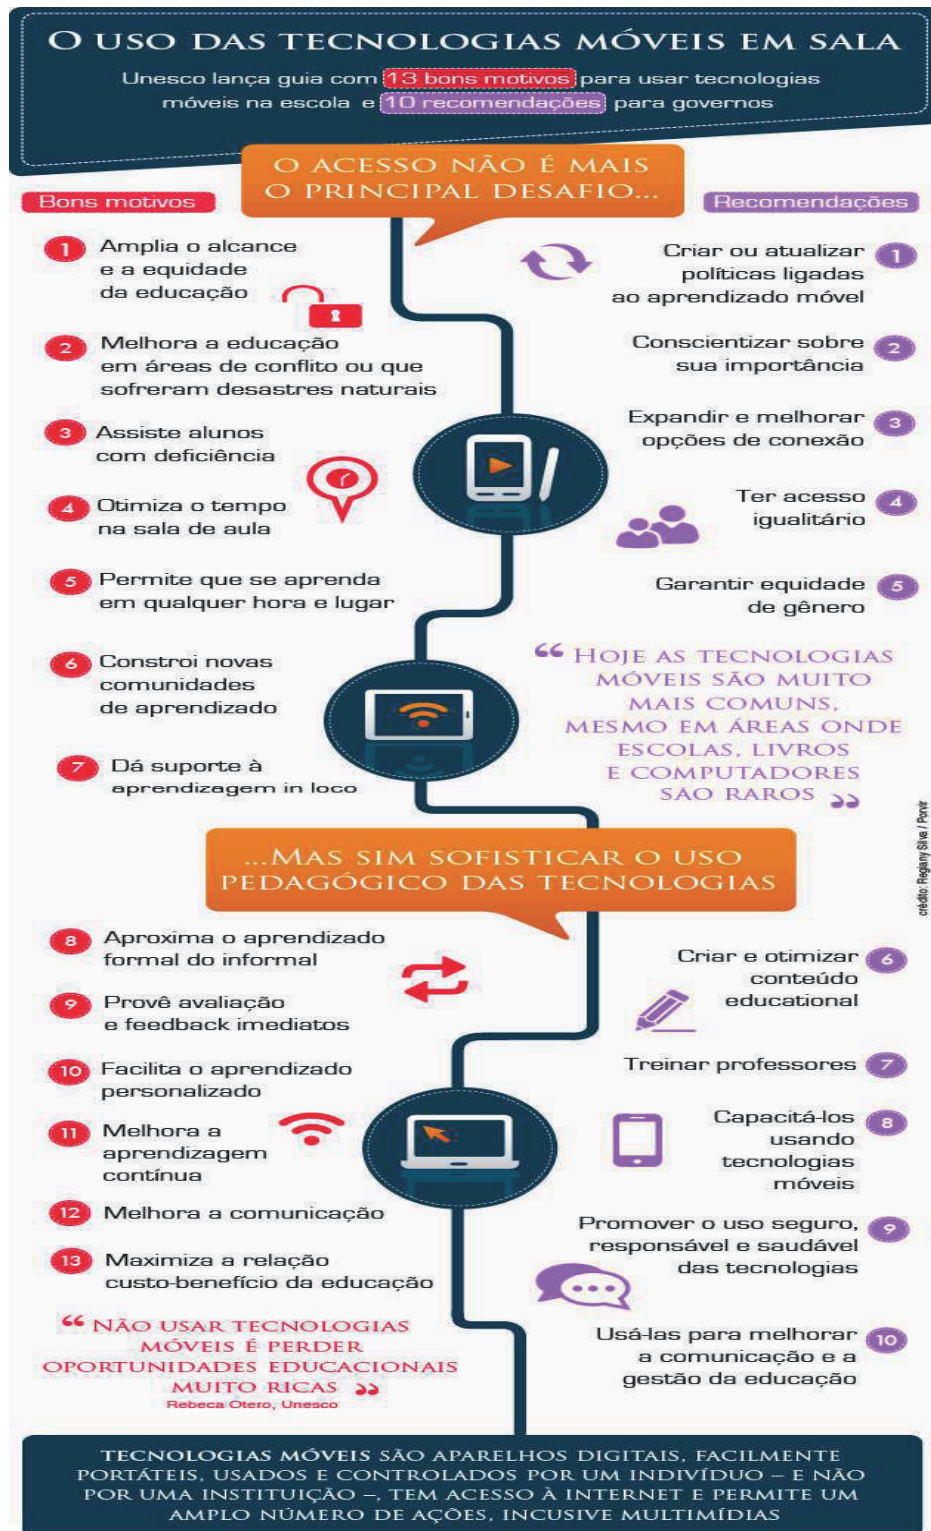 O USO DAS TECNOLOGIAS MÓVEIS EM SALA
Unesco lança guia com 13 bons motivos para usar tecnologias
móveis na escola e 10 recomendações para governos
O ACESSO NÃO É MAIS
O PRINCIPAL DESAFIO...
Bons motivos
1 Amplia o alcance
e a equidade
da educação
2 Melhora a educação
em áreas de conflito ou que
sofreram desastres naturais
3 Assiste alunos
com deficiência
4 Otimiza o tempo
na sala de aula
5 Permite que se aprenda
em qualquer hora e lugar
6 Constroi novas
comunidades
de aprendizado
7 Dá suporte à
aprendizagem in loco
Recomendações
Criar ou atualizar 1
políticas ligadas
ao aprendizado móvel
Conscientizar sobre 2
sua importância
Expandir e melhorar 3
opções de conexão
Ter acesso 4
igualitário
Garantir equidade 5
de gênero
“ HOJE AS TECNOLOGIAS
MÓVEIS SÃO MUITO
MAIS COMUNS,
MESMO EM ÁREAS ONDE
ESCOLAS, LIVROS
E COMPUTADORES
SÃO RAROS ”
crédito: Regiany Silva / Porvir
...MAS SIM SOFISTICAR O USO
PEDAGÓGICO DAS TECNOLOGIAS
8 Aproxima o aprendizado
formal do informal
9 Provê avaliação
e feedback imediatos
10 Facilita o aprendizado
personalizado
11 Melhora a
aprendizagem
contínua
12 Melhora a comunicação
13 Maximiza a relação
custo-benefício da educação
“ NÃO USAR TECNOLOGIAS
MÓVEIS É PERDER
OPORTUNIDADES EDUCACIONAIS
MUITO RICAS ”
Rebeca Otero, Unesco
Criar e otimizar 6
conteúdo
educational
Treinar professores 7
Capacitá-los 8
usando
tecnologias
móveis
Promover o uso seguro, 9
responsável e saudável
das tecnologias
Usá-las para melhorar 10
a comunicação e a
gestão da educação
TECNOLOGIAS MÓVEIS SÃO APARELHOS DIGITAIS, FACILMENTE
PORTÁTEIS, USADOS E CONTROLADOS POR UM INDIVÍDUO – E NÃO
POR UMA INSTITUIÇÃO –, TEM ACESSO À INTERNET E PERMITE UM
AMPLO NÚMERO DE AÇÕES, INCUSIVE MULTIMÍDIAS